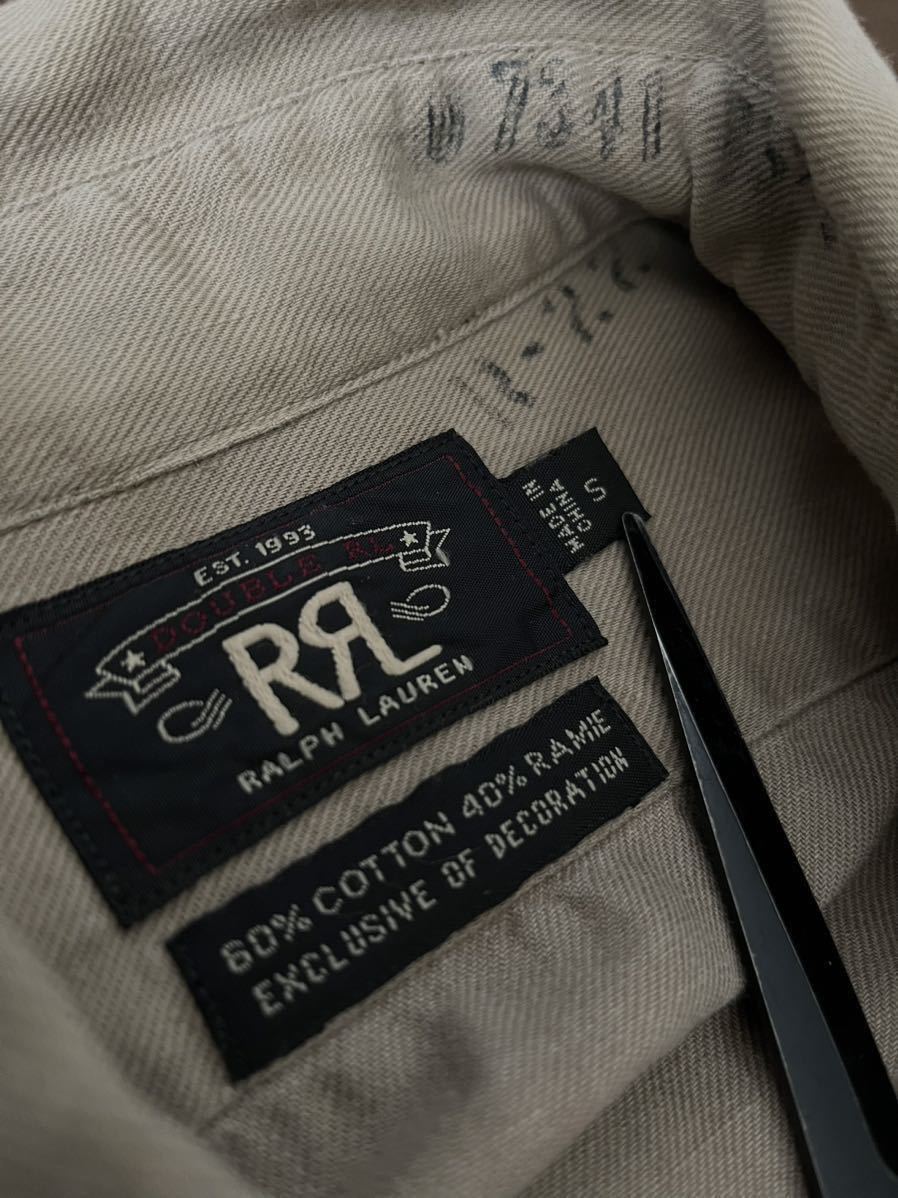 EST. 1993
DOUBLE RL
RRL
RALPH LAUREN
MADE IN
CHINA
S
60% COTTON 40% RAMIE
EXCLUSIVE OF DECORATION